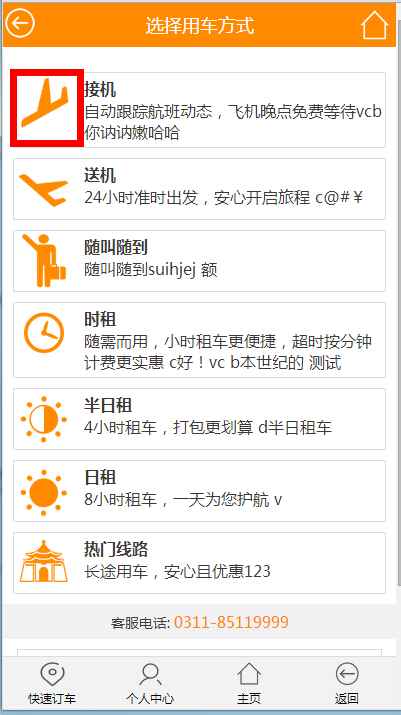 选择用车方式
接机
自动跟踪航班动态，飞机晚点免费等待vcb
你讷讷嫩哈哈
送机
24小时准时出发，安心开启旅程 c@#￥
随叫随到
随叫随到suihjej 额
时租
随需而用，小时租车更便捷，超时按分钟
计费更实惠 c好！vc b本世纪的 测试
半日租
4小时租车，打包更划算 d半日租车
日租
8小时租车，一天为您护航 v
热门线路
长途用车，安心且优惠123
客服电话: 0311-85119999
快速订车
个人中心
主页
返回